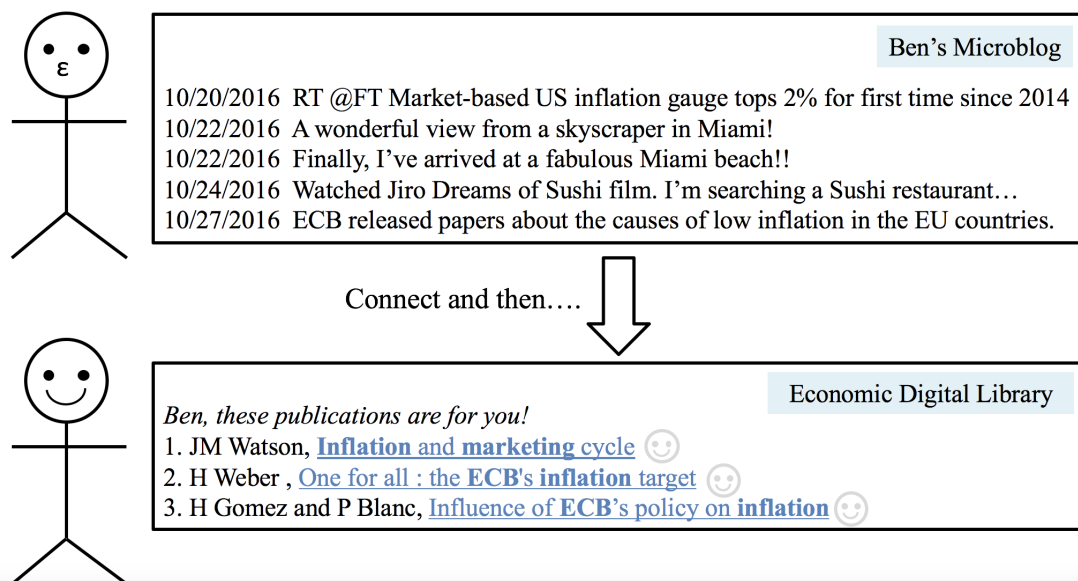 Ben’s Microblog
10/20/2016 RT @FT Market-based US inflation gauge tops 2% for first time since 2014
10/22/2016 A wonderful view from a skyscraper in Miami!
10/22/2016 Finally, I’ve arrived at a fabulous Miami beach!!
10/24/2016 Watched Jiro Dreams of Sushi film. I’m searching a Sushi restaurant…
10/27/2016 ECB released papers about the causes of low inflation in the EU countries.
Connect and then….
Economic Digital Library
Ben, these publications are for you!
1. JM Watson, Inflation and marketing cycle
2. H Weber , One for all : the ECB's inflation target
3. H Gomez and P Blanc, Influence of ECB’s policy on inflation